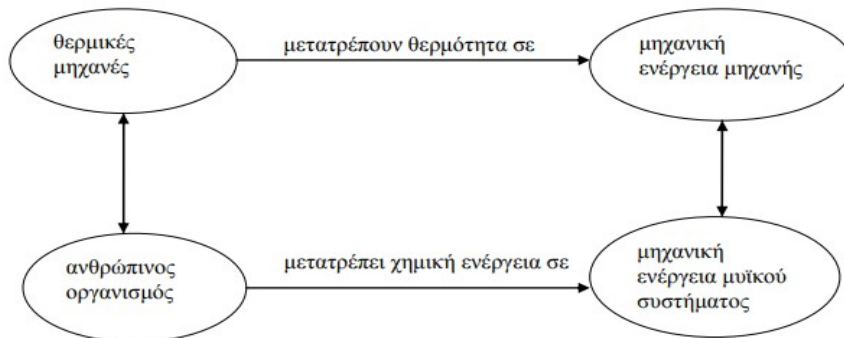 θερμικές
μηχανές
μετατρέπουν θερμότητα σε
μηχανική
ενέργεια μηχανής
ανθρώπινος
οργανισμός
μετατρέπει χημική ενέργεια σε
μηχανική
ενέργεια μυϊκού
συστήματος